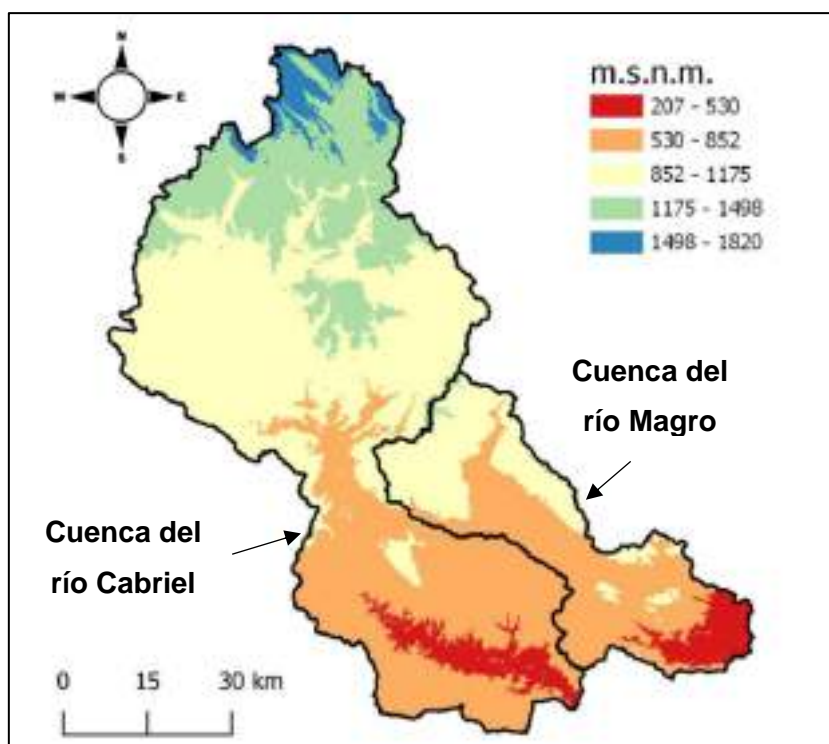 N
W E
S
m.s.n.m.
207 - 530
530 - 852
852 - 1175
1175 - 1498
1498 - 1820
Cuenca del
río Magro
Cuenca del
río Cabriel
0 15 30 km